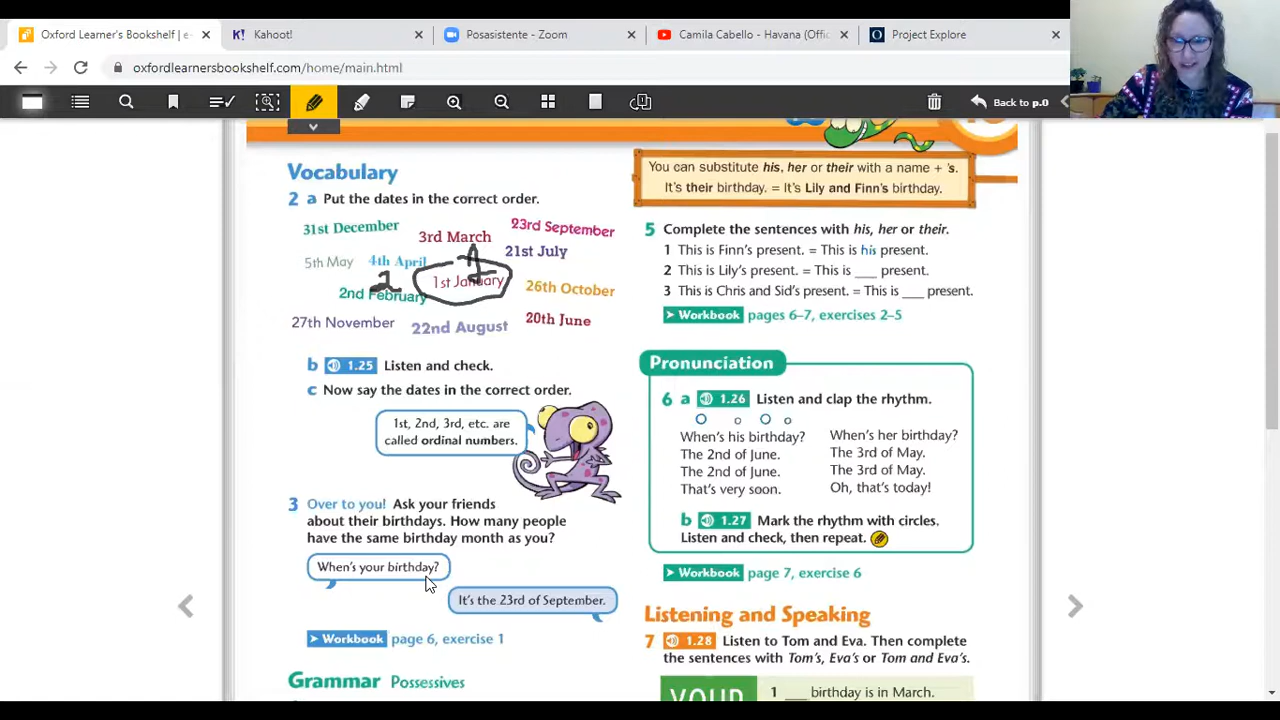 Oxford Learner's Bookshelf | e-
Kahoot!
Posasistente - Zoom
Camila Cabello - Havana (Offic
Project Explore
oxfordlearnersbookshelf.com/home/main.html
Back to p.0
Vocabulary
2 a Put the dates in the correct order.
31st December
3rd March
23rd September
5th May
4th April
21st July
2nd February
1st January
26th October
27th November
22nd August
20th June
2
1
b 1.25 Listen and check.
c Now say the dates in the correct order.
1st, 2nd, 3rd, etc. are
called ordinal numbers.
3 Over to you! Ask your friends
about their birthdays. How many people
have the same birthday month as you?
When's your birthday?
It's the 23rd of September.
Workbook page 6, exercise 1
Grammar Possessives
You can substitute his, her or their with a name + 's.
It's their birthday. = It's Lily and Finn's birthday.
5 Complete the sentences with his, her or their.
1 This is Finn's present. = This is his present.
2 This is Lily's present. = This is ___ present.
3 This is Chris and Sid's present. = This is ___ present.
Workbook pages 6–7, exercises 2–5
Pronunciation
6 a 1.26 Listen and clap the rhythm.
When's his birthday?
The 2nd of June.
The 2nd of June.
That's very soon.
When's her birthday?
The 3rd of May.
The 3rd of May.
Oh, that's today!
b 1.27 Mark the rhythm with circles.
Listen and check, then repeat.
Workbook page 7, exercise 6
Listening and Speaking
7 1.28 Listen to Tom and Eva. Then complete
the sentences with Tom's, Eva's or Tom and Eva's.
YOUR
1 ___ birthday is in March.